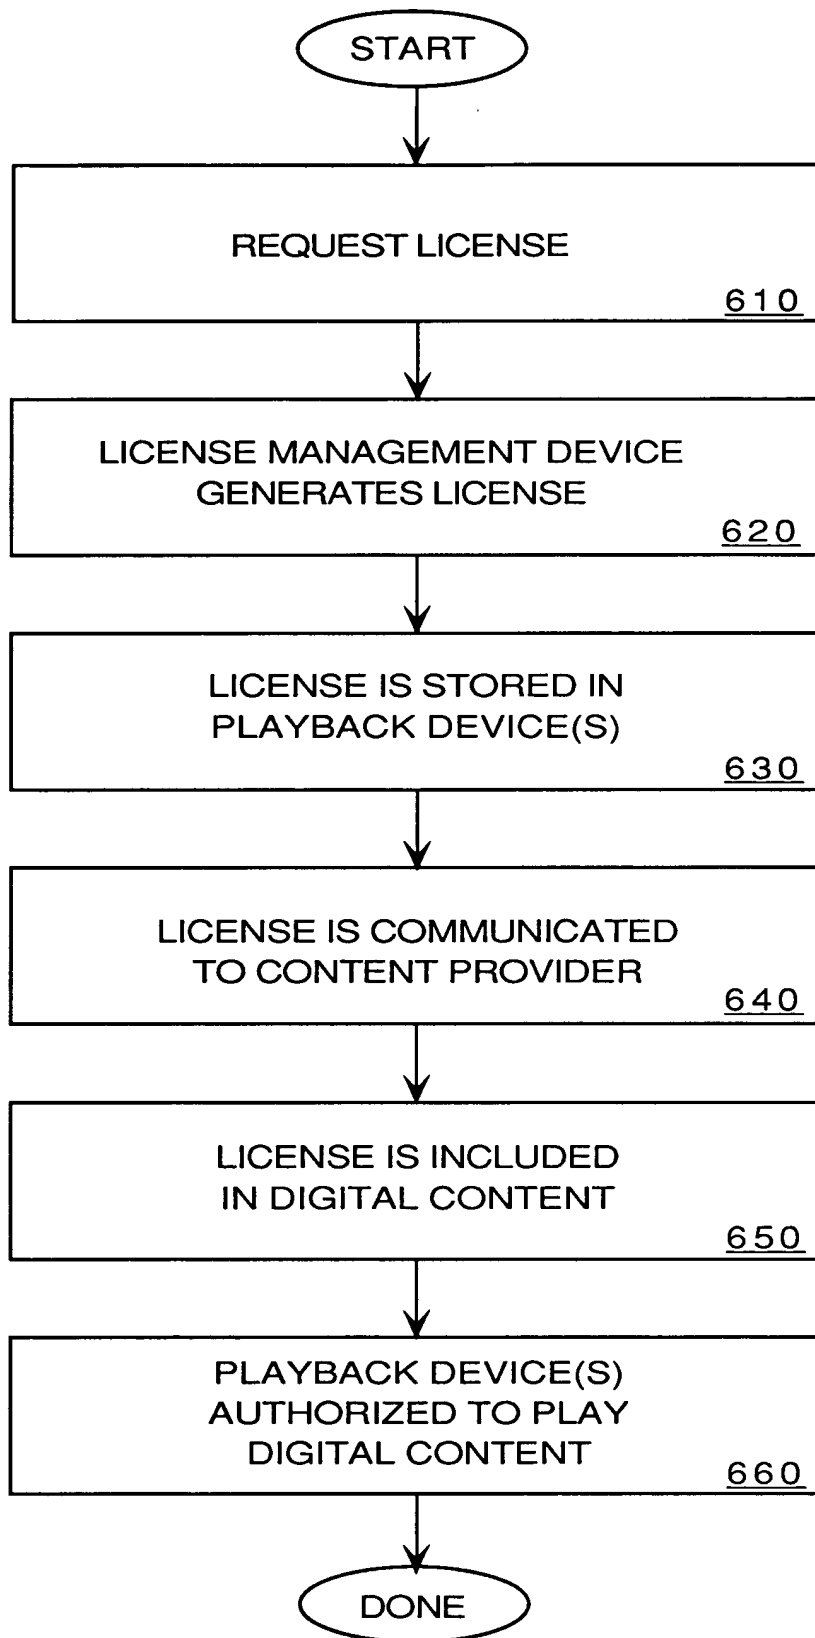 START
REQUEST LICENSE
610
LICENSE MANAGEMENT DEVICE
GENERATES LICENSE
620
LICENSE IS STORED IN
PLAYBACK DEVICE(S)
630
LICENSE IS COMMUNICATED
TO CONTENT PROVIDER
640
LICENSE IS INCLUDED
IN DIGITAL CONTENT
650
PLAYBACK DEVICE(S)
AUTHORIZED TO PLAY
DIGITAL CONTENT
660
DONE